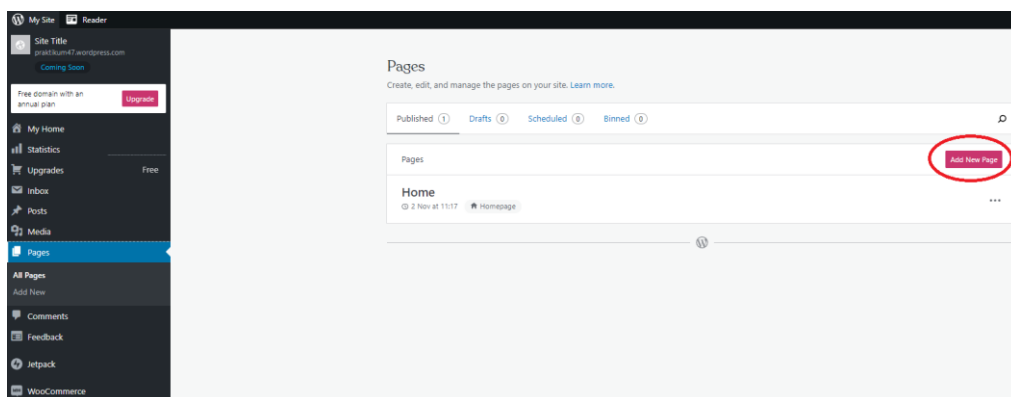 My Site Reader
Site Title
praktikum47.wordpress.com
Coming Soon
Free domain with an
annual plan
Upgrade
My Home
Statistics
Upgrades Free
Inbox
Posts
Media
Pages
All Pages
Add New
Comments
Feedback
Jetpack
WooCommerce
Pages
Create, edit, and manage the pages on your site. Learn more.
Published 1 Drafts 0 Scheduled 0 Binned 0
Pages Add New Page
Home
2 Nov at 11:17 Homepage